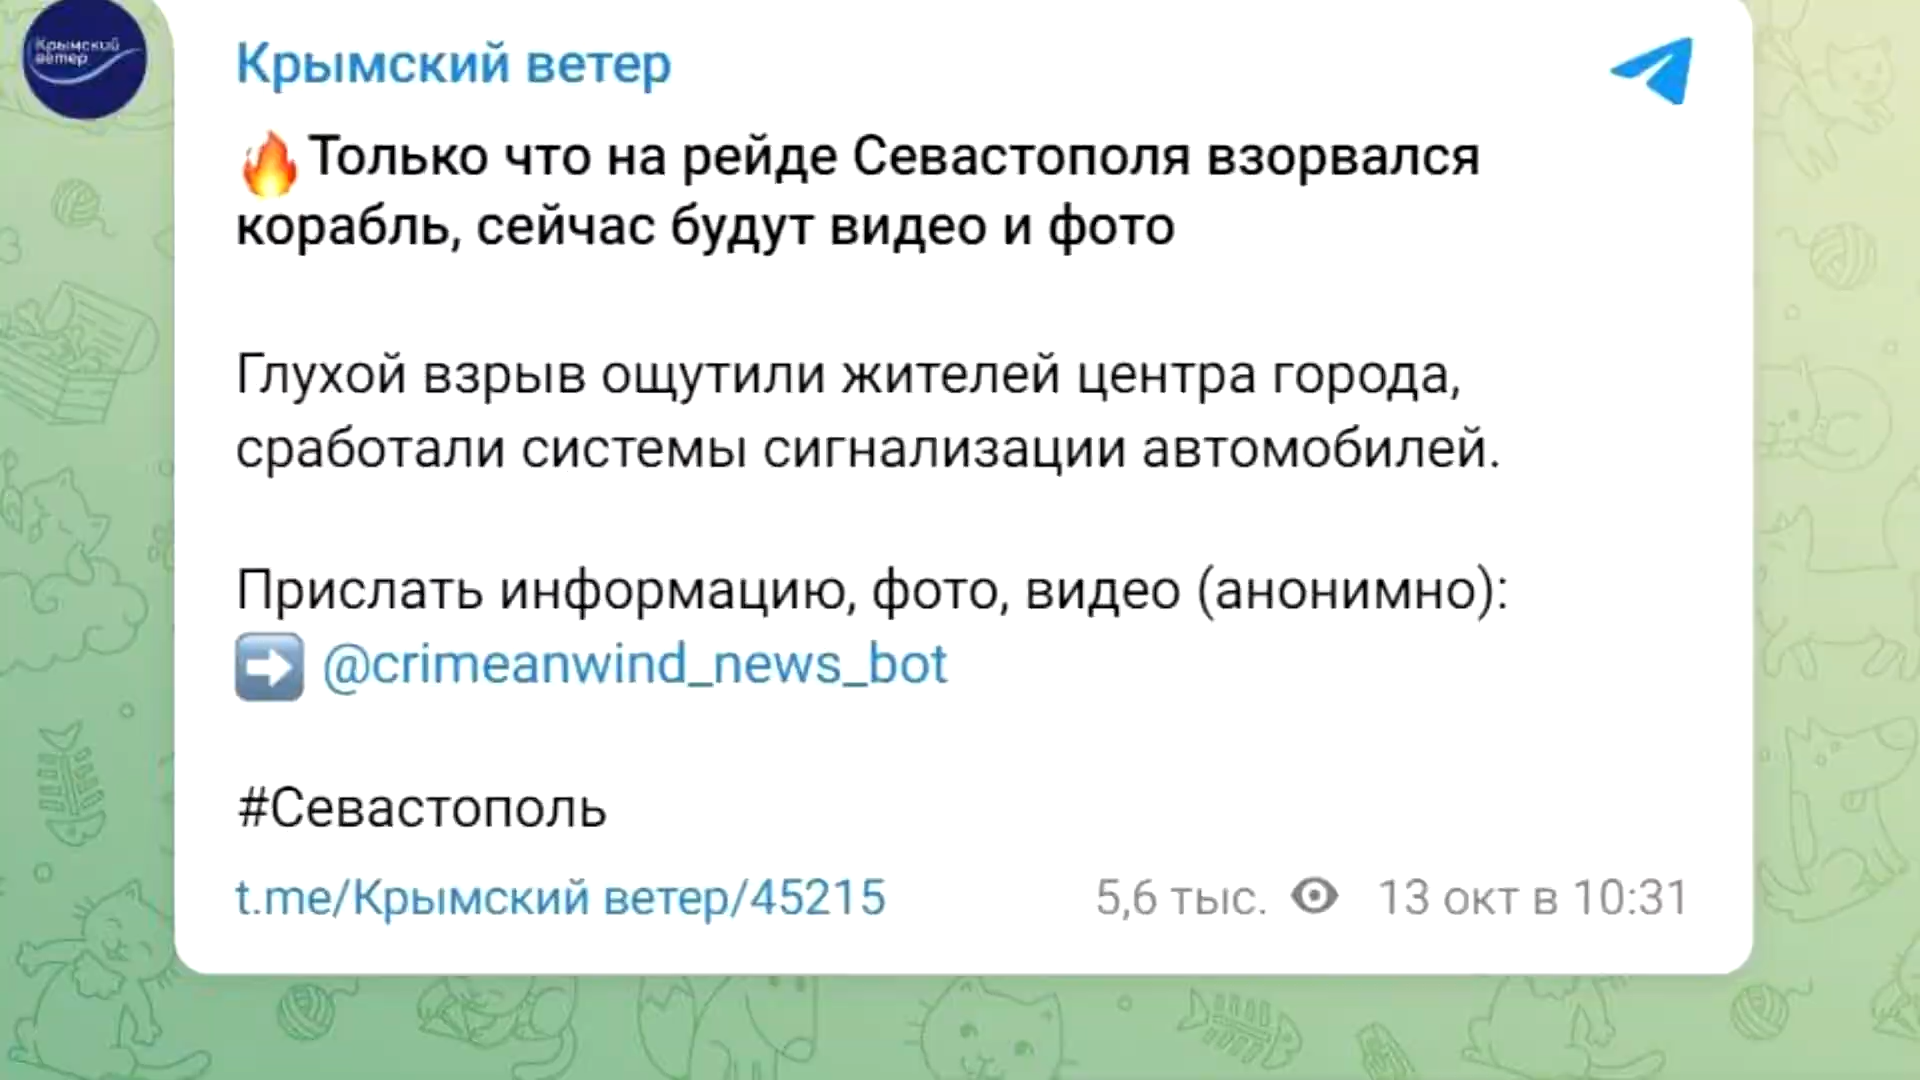 Крымский
ветер
Крымский ветер
🔥Только что на рейде Севастополя взорвался
корабль, сейчас будут видео и фото
Глухой взрыв ощутили жителей центра города,
сработали системы сигнализации автомобилей.
Прислать информацию, фото, видео (анонимно):
➡️ @crimeanwind_news_bot
#Севастополь
t.me/Крымский ветер/45215 5,6 тыс. 13 окт в 10:31